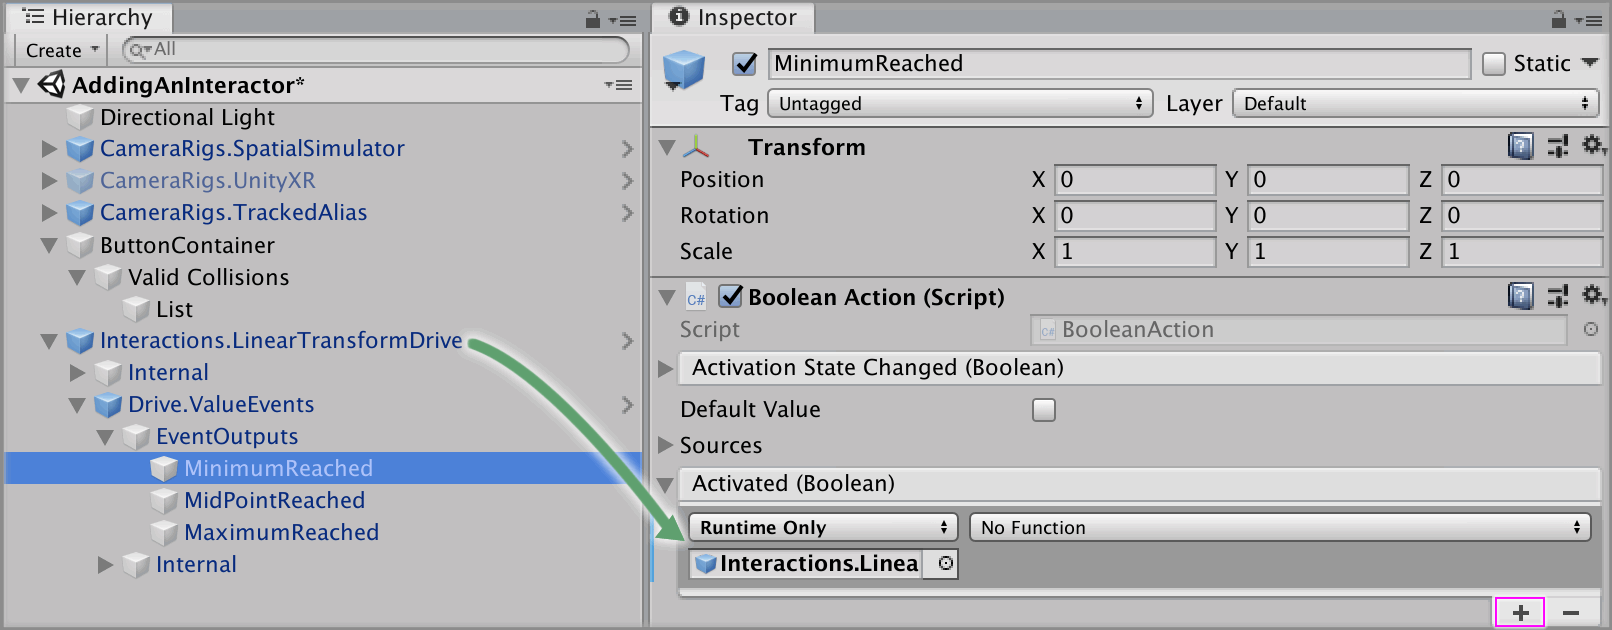 Hierarchy
Create
All
AddingAnInteractor*
Directional Light
CameraRigs.SpatialSimulator
CameraRigs.UnityXR
CameraRigs.TrackedAlias
ButtonContainer
Valid Collisions
List
Interactions.LinearTransformDrive
Internal
Drive.ValueEvents
EventOutputs
MinimumReached
MidPointReached
MaximumReached
Internal
Inspector
MinimumReached
Static
Tag Untagged Layer Default
Transform
Position X 0 Y 0 Z 0
Rotation X 0 Y 0 Z 0
Scale X 1 Y 1 Z 1
C# Boolean Action (Script)
Script C# BooleanAction
Activation State Changed (Boolean)
Default Value
Sources
Activated (Boolean)
Runtime Only No Function
Interactions.Linea
+ −